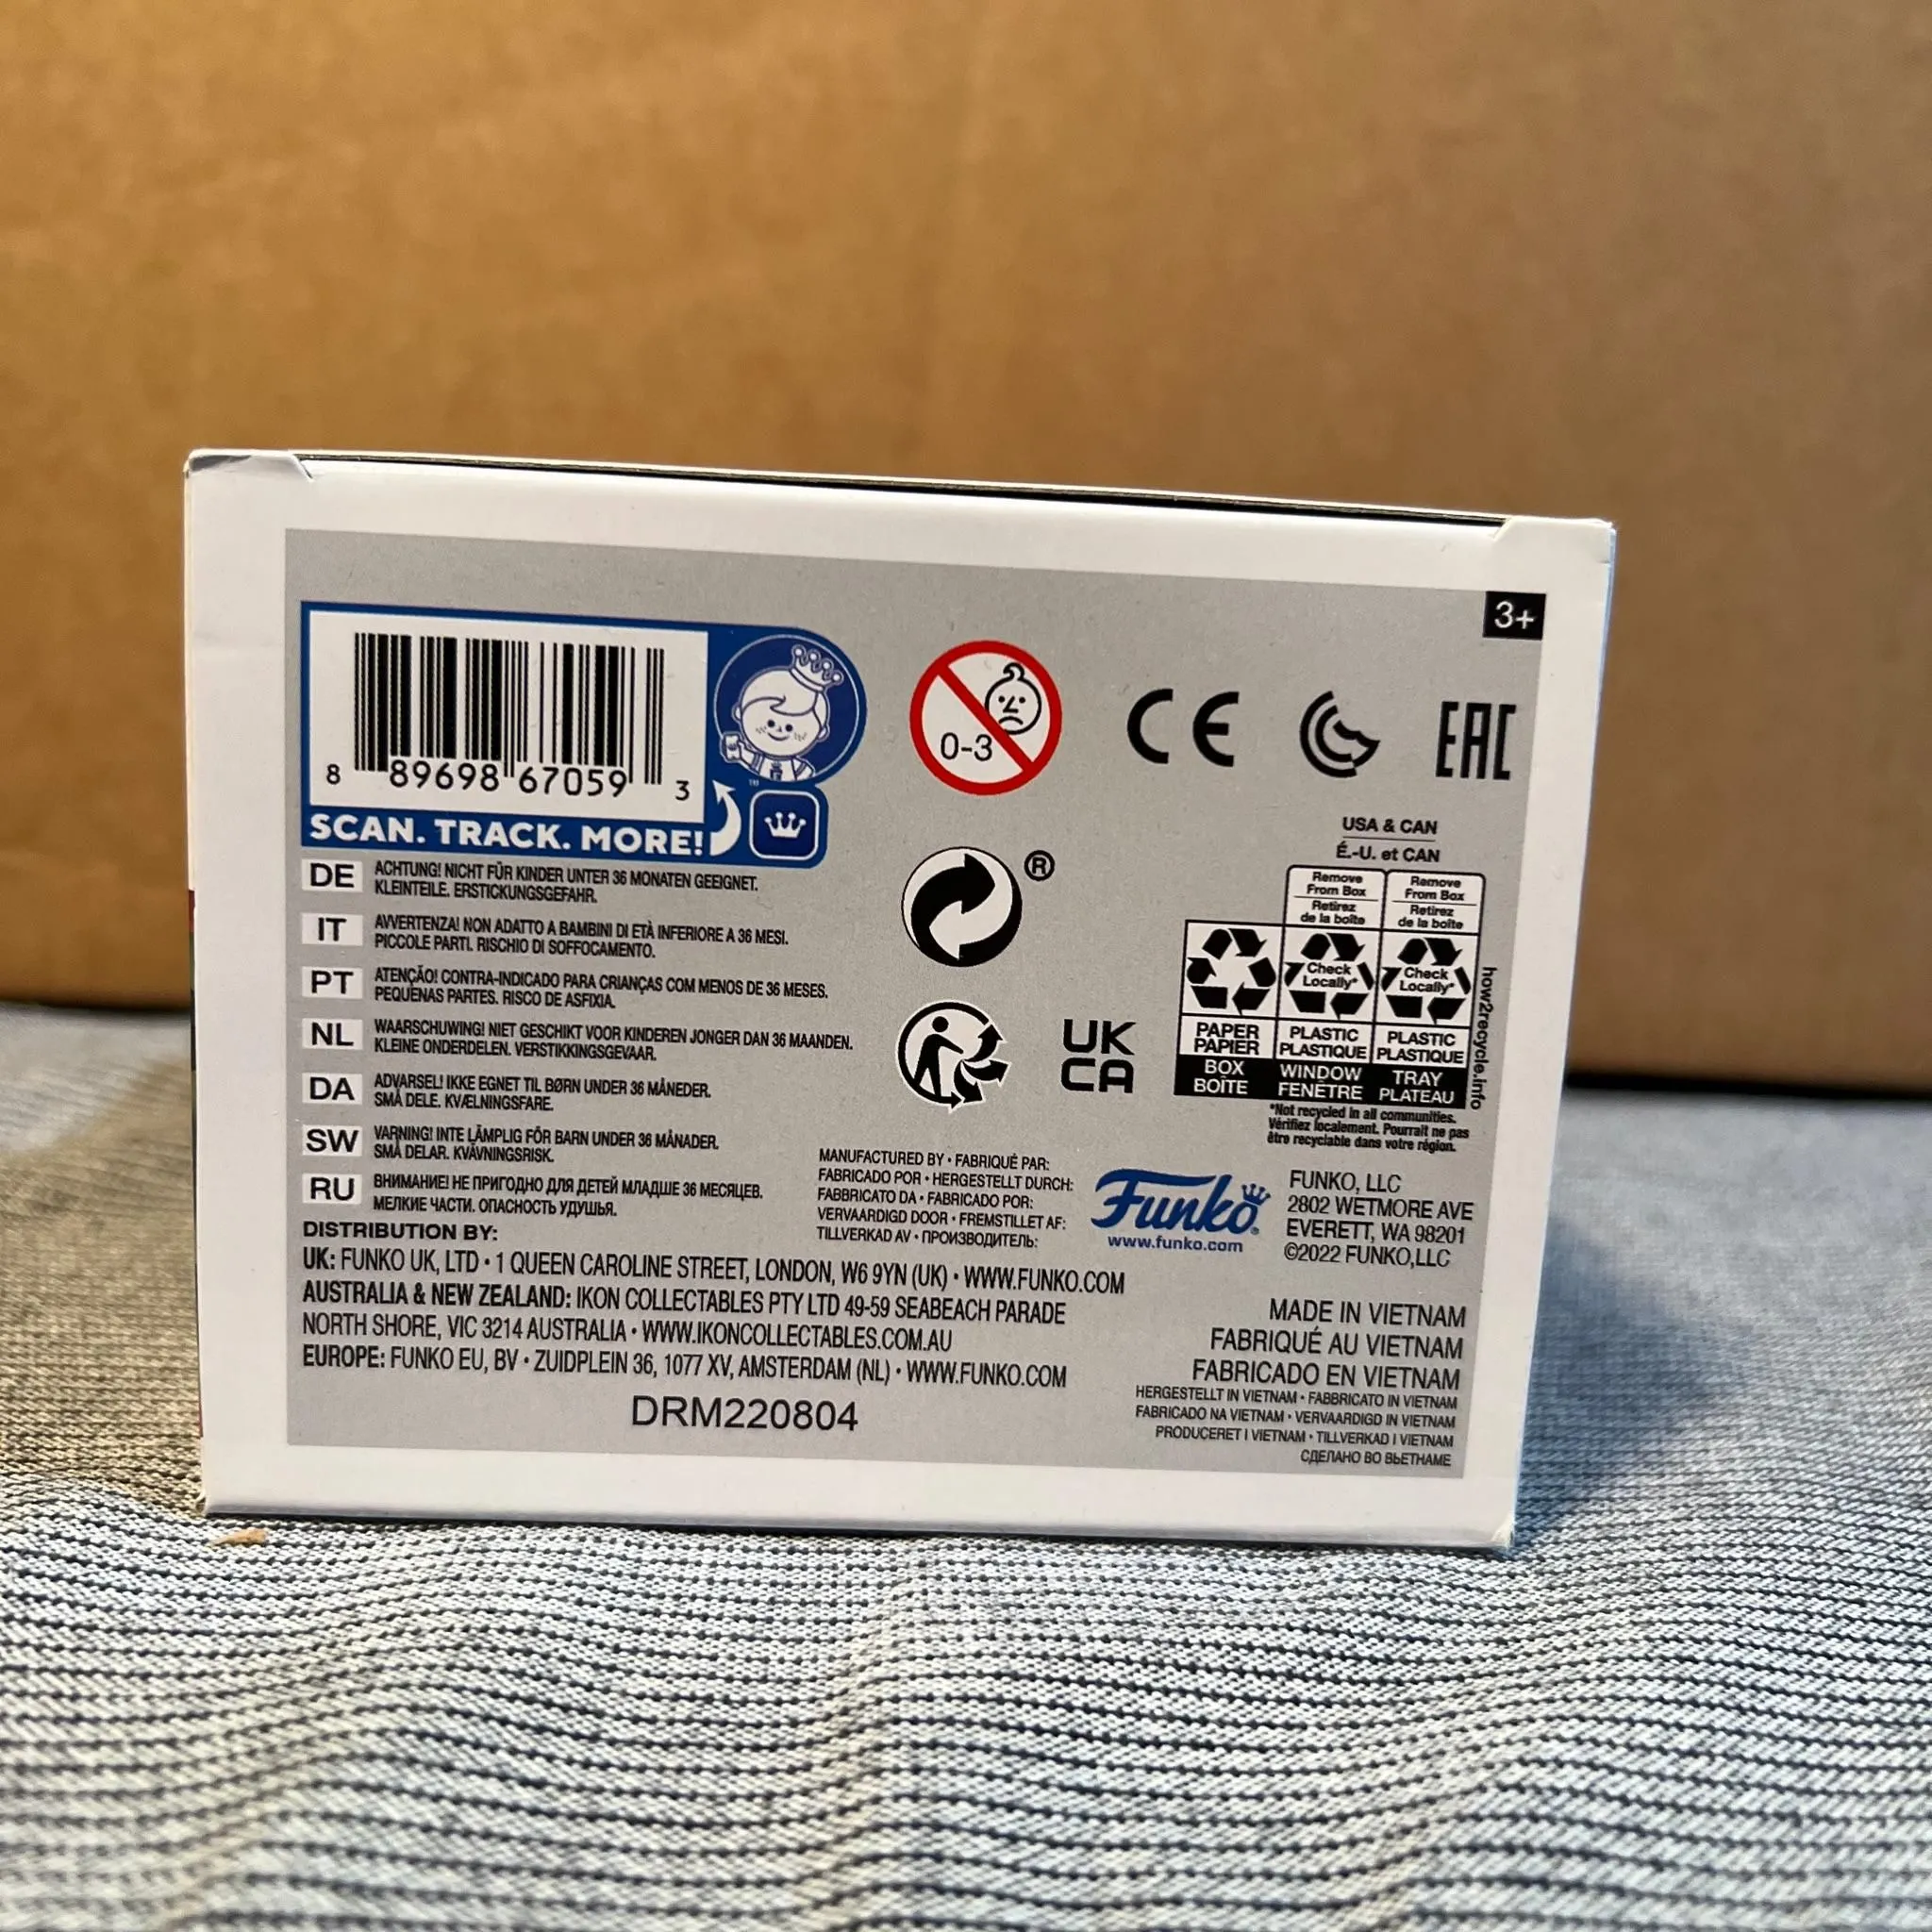 3+
8 89698 67059 3
SCAN. TRACK. MORE!
™
0-3
CE
EAC
®
UK
CA
DE ACHTUNG! NICHT FÜR KINDER UNTER 36 MONATEN GEEIGNET.
KLEINTEILE. ERSTICKUNGSGEFAHR.
IT AVVERTENZA! NON ADATTO A BAMBINI DI ETÀ INFERIORE A 36 MESI.
PICCOLE PARTI. RISCHIO DI SOFFOCAMENTO.
PT ATENÇÃO! CONTRA-INDICADO PARA CRIANÇAS COM MENOS DE 36 MESES.
PEQUENAS PARTES. RISCO DE ASFIXIA.
NL WAARSCHUWING! NIET GESCHIKT VOOR KINDEREN JONGER DAN 36 MAANDEN.
KLEINE ONDERDELEN. VERSTIKKINGSGEVAAR.
DA ADVARSEL! IKKE EGNET TIL BØRN UNDER 36 MÅNEDER.
SMÅ DELE. KVÆLNINGSFARE.
SW VARNING! INTE LÄMPLIG FÖR BARN UNDER 36 MÅNADER.
SMÅ DELAR. KVÄVNINGSRISK.
RU ВНИМАНИЕ! НЕ ПРИГОДНО ДЛЯ ДЕТЕЙ МЛАДШЕ 36 МЕСЯЦЕВ.
МЕЛКИЕ ЧАСТИ. ОПАСНОСТЬ УДУШЬЯ.
USA & CAN
É.-U. et CAN
Remove
From Box
Retirez
de la boîte
Remove
From Box
Retirez
de la boîte
Check
Locally*
Check
Locally*
PAPER
PAPIER
PLASTIC
PLASTIQUE
PLASTIC
PLASTIQUE
BOX
BOÎTE
WINDOW
FENÊTRE
TRAY
PLATEAU
how2recycle.info
*Not recycled in all communities.
Vérifiez localement. Pourrait ne pas
être recyclable dans votre région.
MANUFACTURED BY • FABRIQUÉ PAR:
FABRICADO POR • HERGESTELLT DURCH:
FABBRICATO DA • FABRICADO POR:
VERVAARDIGD DOOR • FREMSTILLET AF:
TILLVERKAD AV • ПРОИЗВОДИТЕЛЬ:
Funko®
www.funko.com
FUNKO, LLC
2802 WETMORE AVE
EVERETT, WA 98201
©2022 FUNKO,LLC
DISTRIBUTION BY:
UK: FUNKO UK, LTD • 1 QUEEN CAROLINE STREET, LONDON, W6 9YN (UK) • WWW.FUNKO.COM
AUSTRALIA & NEW ZEALAND: IKON COLLECTABLES PTY LTD 49-59 SEABEACH PARADE
NORTH SHORE, VIC 3214 AUSTRALIA • WWW.IKONCOLLECTABLES.COM.AU
EUROPE: FUNKO EU, BV • ZUIDPLEIN 36, 1077 XV, AMSTERDAM (NL) • WWW.FUNKO.COM
DRM220804
MADE IN VIETNAM
FABRIQUÉ AU VIETNAM
FABRICADO EN VIETNAM
HERGESTELLT IN VIETNAM • FABBRICATO IN VIETNAM
FABRICADO NA VIETNAM • VERVAARDIGD IN VIETNAM
PRODUCERET I VIETNAM • TILLVERKAD I VIETNAM
СДЕЛАНО ВО ВЬЕТНАМЕ